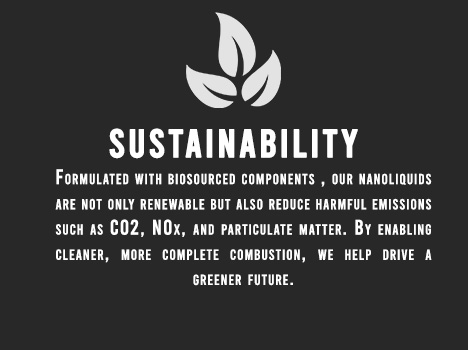 SUSTAINABILITY
Formulated with biosourced components , our nanoliquids
are not only renewable but also reduce harmful emissions
such as CO2, NOx, and particulate matter. By enabling
cleaner, more complete combustion, we help drive a
greener future.